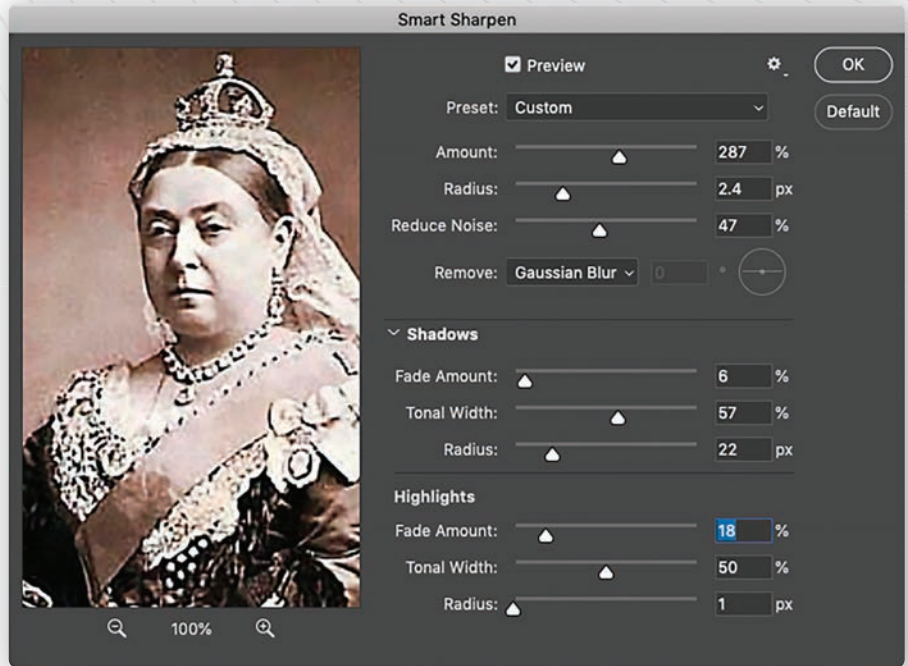 Smart Sharpen
Preview
OK
Preset: Custom
Default
Amount: 287 %
Radius: 2.4 px
Reduce Noise: 47 %
Remove: Gaussian Blur 0 °
Shadows
Fade Amount: 6 %
Tonal Width: 57 %
Radius: 22 px
Highlights
Fade Amount: 18 %
Tonal Width: 50 %
Radius: 1 px
100%